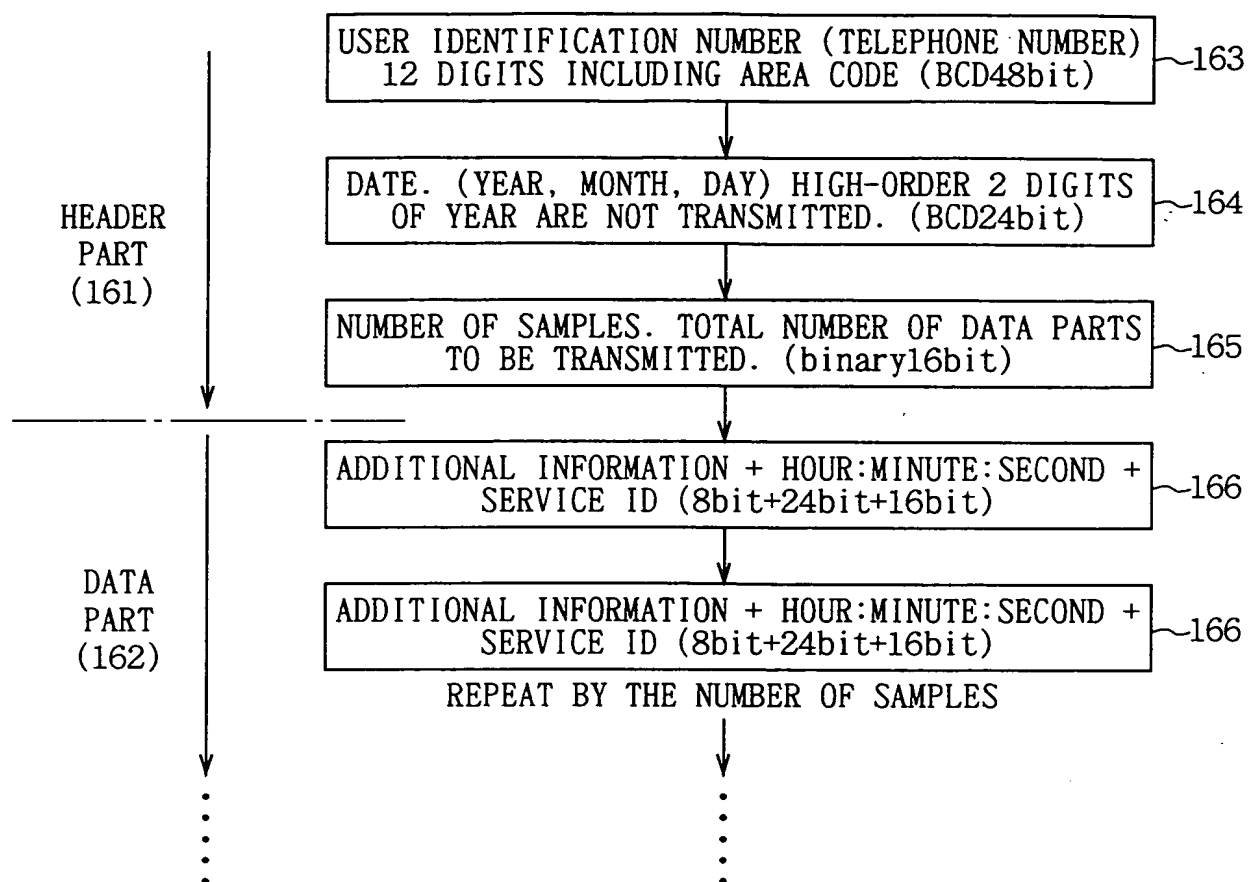 USER IDENTIFICATION NUMBER (TELEPHONE NUMBER)
12 DIGITS INCLUDING AREA CODE (BCD48bit)
163
DATE. (YEAR, MONTH, DAY) HIGH-ORDER 2 DIGITS
OF YEAR ARE NOT TRANSMITTED. (BCD24bit)
164
HEADER
PART
(161)
NUMBER OF SAMPLES. TOTAL NUMBER OF DATA PARTS
TO BE TRANSMITTED. (binary16bit)
165
ADDITIONAL INFORMATION + HOUR:MINUTE:SECOND +
SERVICE ID (8bit+24bit+16bit)
166
DATA
PART
(162)
ADDITIONAL INFORMATION + HOUR:MINUTE:SECOND +
SERVICE ID (8bit+24bit+16bit)
166
REPEAT BY THE NUMBER OF SAMPLES